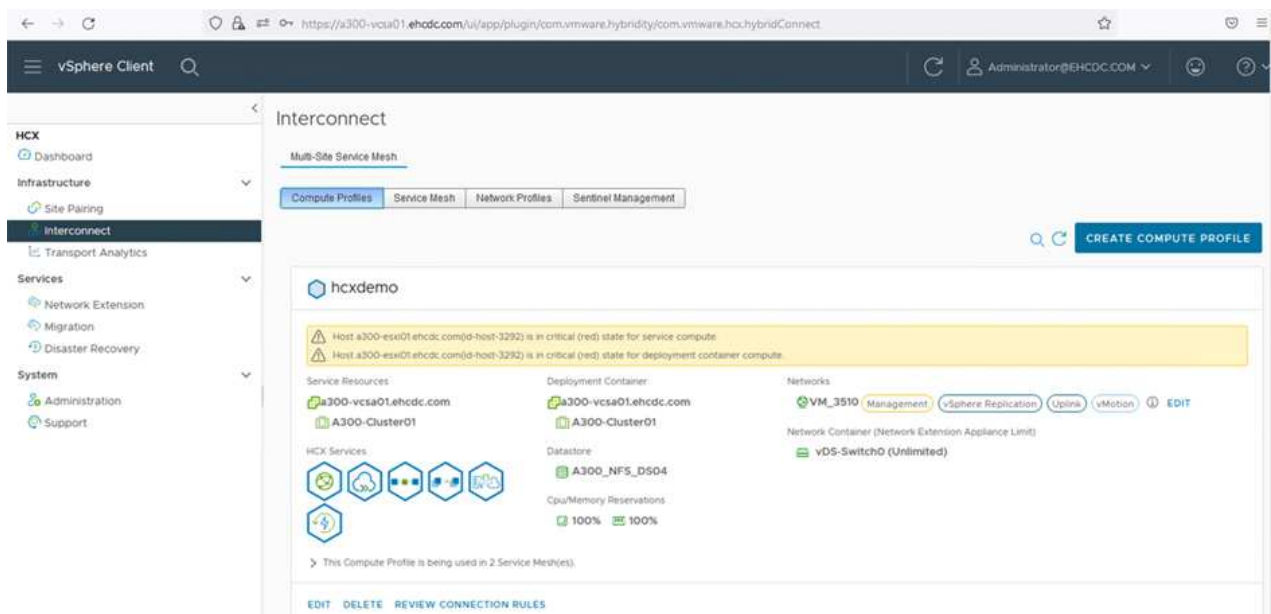 https://a300-vcsa01.ehcdc.com/ui/app/plugin/com.vmware.hybridity/com.vmware.hcx.hybridConnect
vSphere Client
Administrator@EHCDC.COM
HCX
Dashboard
Infrastructure
Site Pairing
Interconnect
Transport Analytics
Services
Network Extension
Migration
Disaster Recovery
System
Administration
Support
Interconnect
Multi-Site Service Mesh
Compute Profiles Service Mesh Network Profiles Sentinel Management
CREATE COMPUTE PROFILE
hcxdemo
Host a300-esxi01.ehcdc.com(id-host-3292) is in critical (red) state for service compute
Host a300-esxi01.ehcdc.com(id-host-3292) is in critical (red) state for deployment container compute.
Service Resources
a300-vcsa01.ehcdc.com
A300-Cluster01
HCX Services
Deployment Container
a300-vcsa01.ehcdc.com
A300-Cluster01
Datastore
A300_NFS_DS04
Cpu/Memory Reservations
100% 100%
Networks
VM_3510 Management vSphere Replication Uplink vMotion EDIT
Network Container (Network Extension Appliance Limit)
vDS-Switch0 (Unlimited)
This Compute Profile is being used in 2 Service Mesh(es).
EDIT DELETE REVIEW CONNECTION RULES